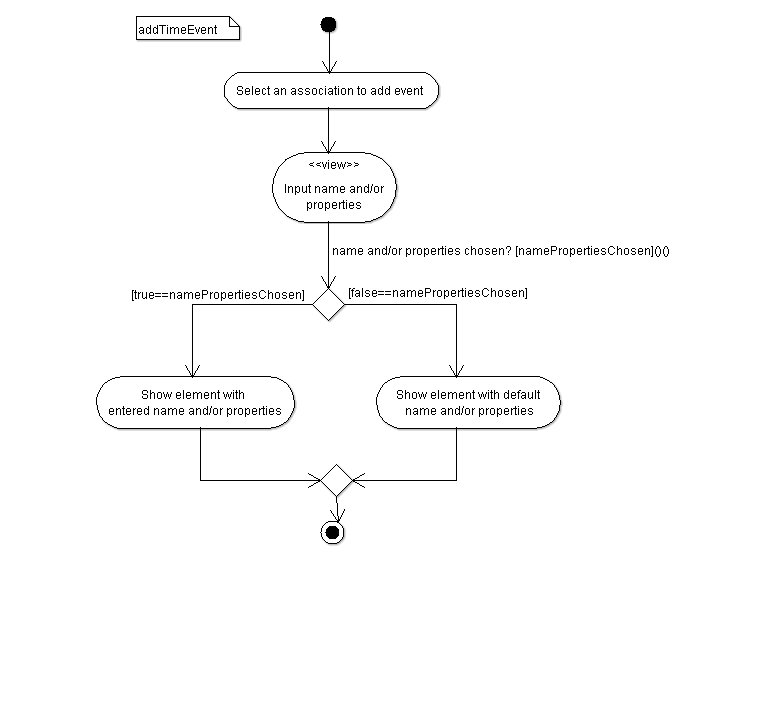 addTimeEvent
Select an association to add event
<<view>>
Input name and/or
properties
name and/or properties chosen? [namePropertiesChosen]()()
[true==namePropertiesChosen]
[false==namePropertiesChosen]
Show element with
entered name and/or properties
Show element with default
name and/or properties